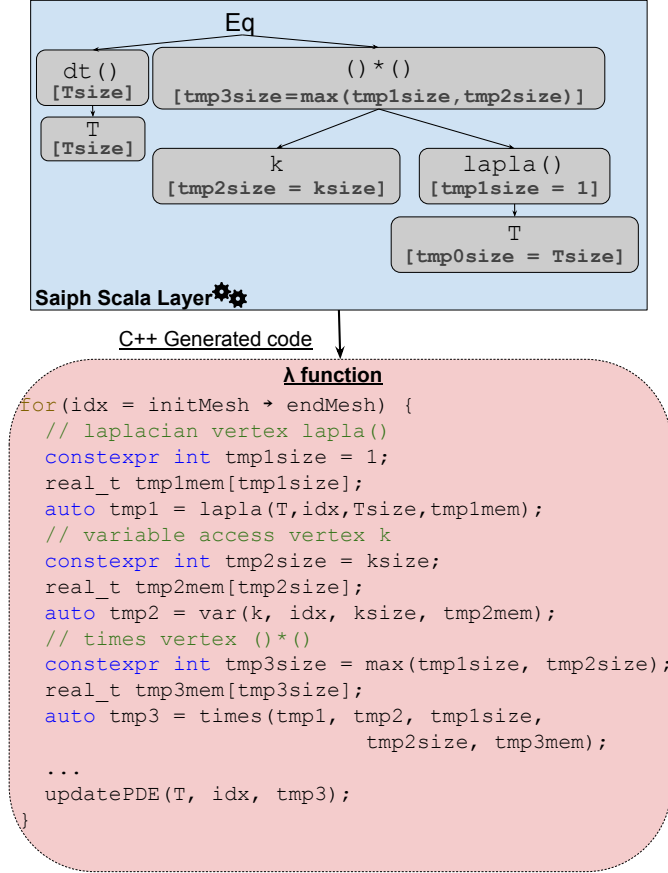 Eq
dt()
[Tsize]
()*()
[tmp3size=max(tmp1size,tmp2size)]
T
[Tsize]
k
[tmp2size = ksize]
lapla()
[tmp1size = 1]
T
[tmp0size = Tsize]
Saiph Scala Layer
C++ Generated code
λ function
for(idx = initMesh → endMesh) {
// laplacian vertex lapla()
constexpr int tmp1size = 1;
real_t tmp1mem[tmp1size];
auto tmp1 = lapla(T,idx,Tsize,tmp1mem);
// variable access vertex k
constexpr int tmp2size = ksize;
real_t tmp2mem[tmp2size];
auto tmp2 = var(k, idx, ksize, tmp2mem);
// times vertex ()*()
constexpr int tmp3size = max(tmp1size, tmp2size);
real_t tmp3mem[tmp3size];
auto tmp3 = times(tmp1, tmp2, tmp1size,
tmp2size, tmp3mem);
...
updatePDE(T, idx, tmp3);
}